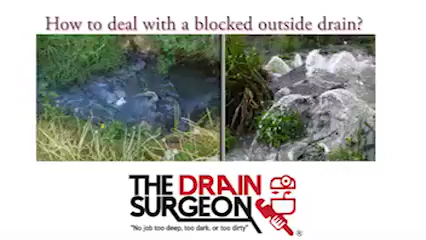 How to deal with a blocked outside drain?
THE DRAIN
SURGEON
"No job too deep, too dark, or too dirty"
®